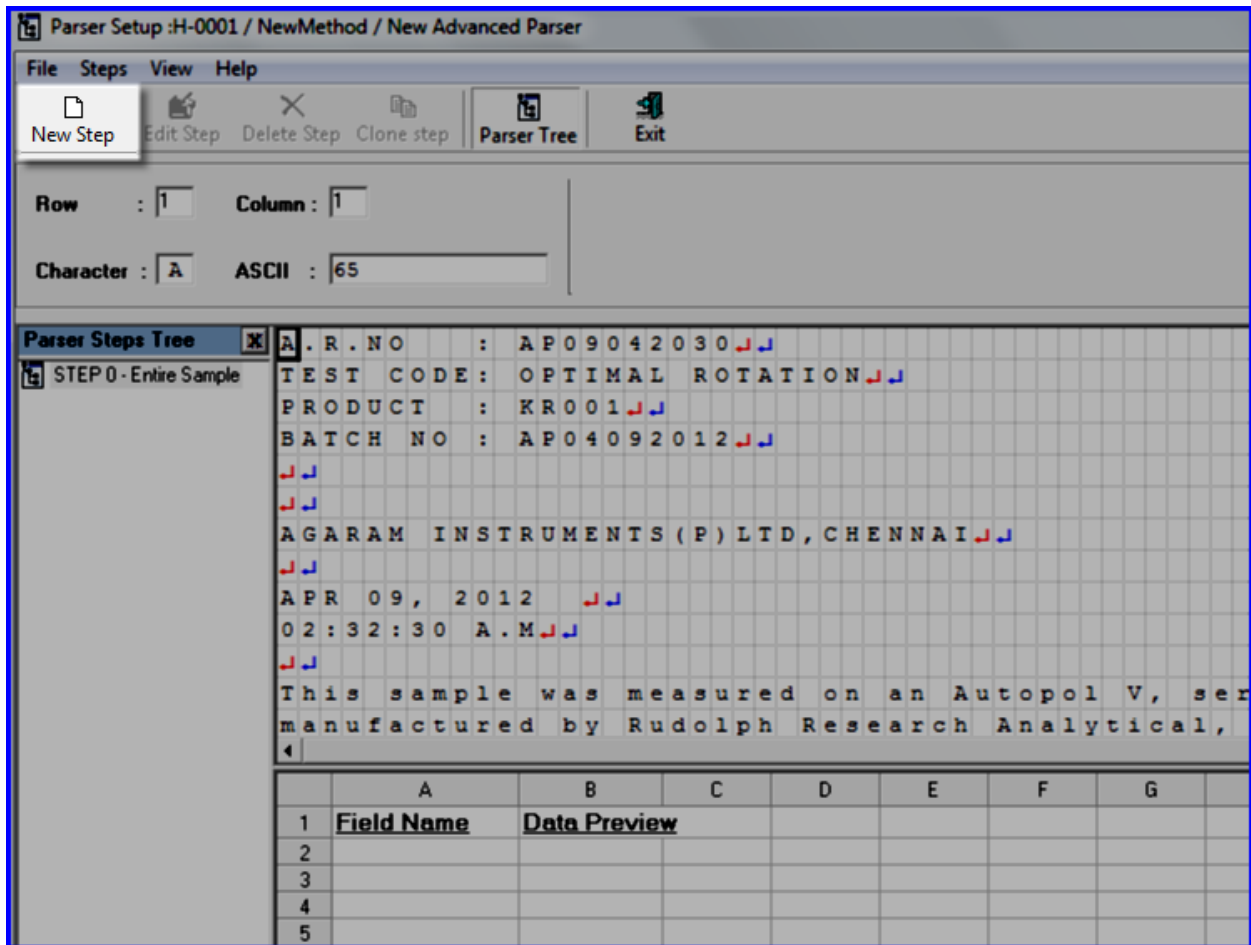 Parser Setup :H-0001 / NewMethod / New Advanced Parser
File Steps View Help
New Step Edit Step Delete Step Clone step Parser Tree Exit
Row : 1 Column : 1
Character : A ASCII : 65
Parser Steps Tree
STEP 0 - Entire Sample
A.R.NO : AP09042030
TEST CODE: OPTIMAL ROTATION
PRODUCT : KR001
BATCH NO : AP04092012
AGARAM INSTRUMENTS(P)LTD,CHENNAI
APR 09, 2012
02:32:30 A.M
This sample was measured on an Autopol V, ser
manufactured by Rudolph Research Analytical,
A B C D E F G
1 Field Name Data Preview
2
3
4
5